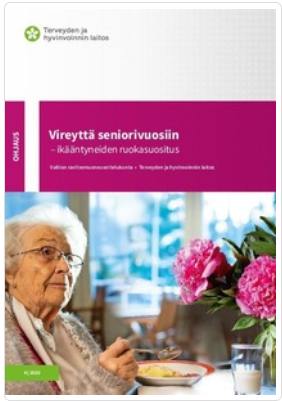 Terveyden ja
hyvinvoinnin laitos
OHJAUS
Vireyttä seniorivuosiin
– ikääntyneiden ruokasuositus
Valtion ravitsemusneuvottelukunta • Terveyden ja hyvinvoinnin laitos